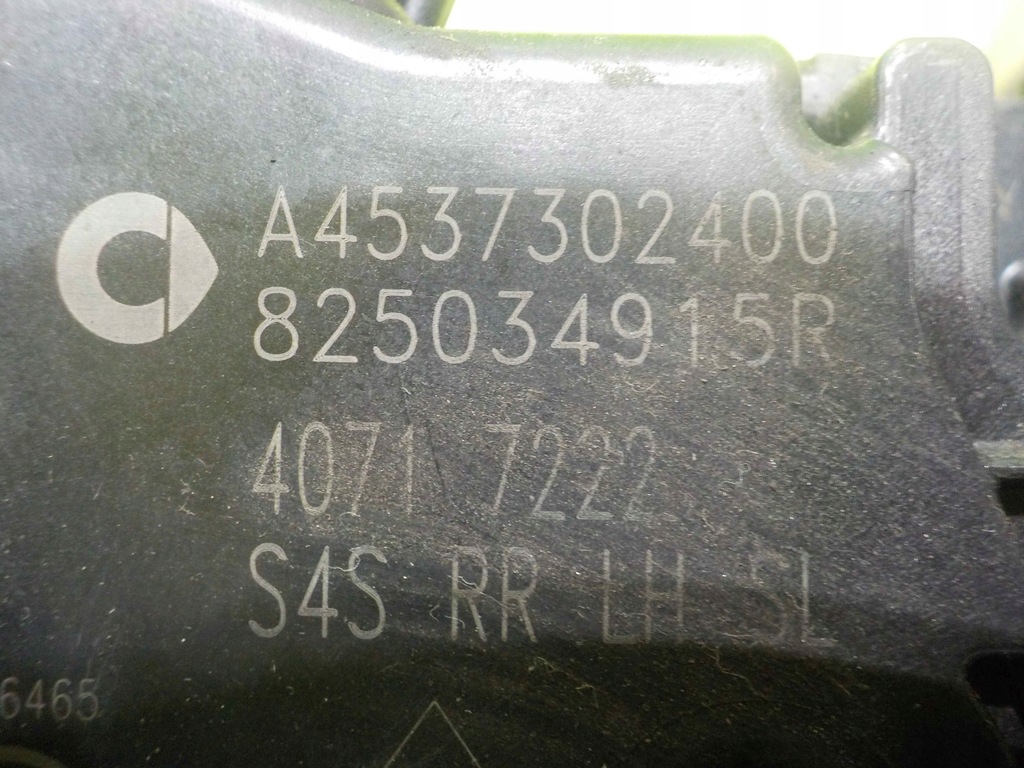 A4537302400
825034915R
4071 7222
S4S RR LH SL
6465